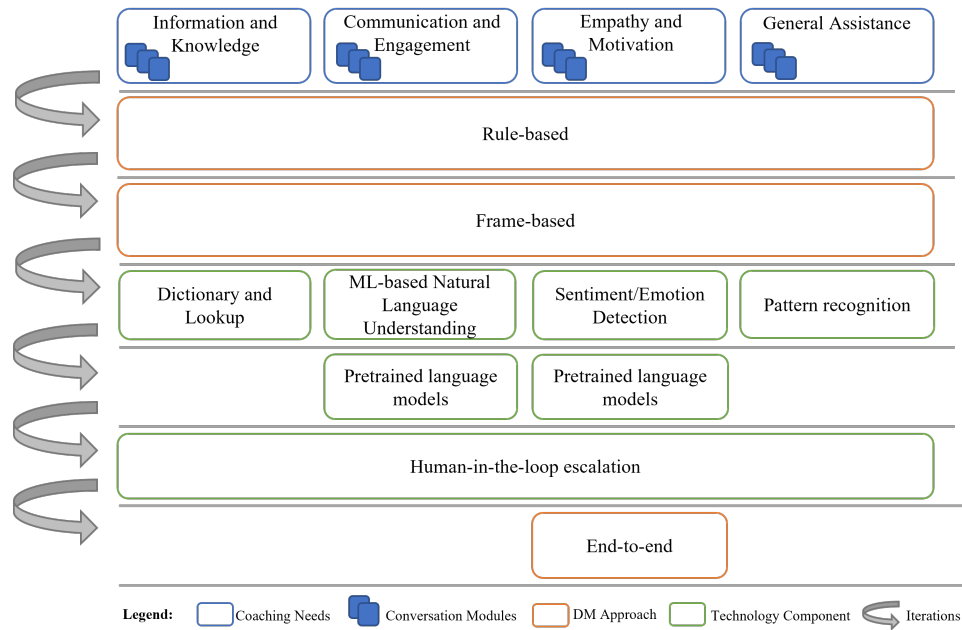 Information and
Knowledge
Communication and
Engagement
Empathy and
Motivation
General Assistance
Rule-based
Frame-based
Dictionary and
Lookup
ML-based Natural
Language
Understanding
Sentiment/Emotion
Detection
Pattern recognition
Pretrained language
models
Pretrained language
models
Human-in-the-loop escalation
End-to-end
Legend:
Coaching Needs
Conversation Modules
DM Approach
Technology Component
Iterations